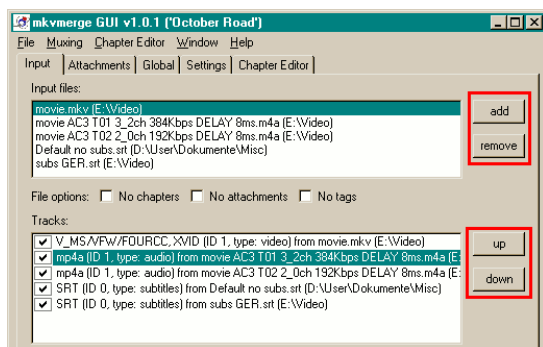 mkvmerge GUI v1.0.1 ('October Road')
File Muxing Chapter Editor Window Help
Input Attachments Global Settings Chapter Editor
Input files:
movie.mkv (E:\Video)
movie AC3 T01 3_2ch 384Kbps DELAY 8ms.m4a (E:\Video)
movie AC3 T02 2_0ch 192Kbps DELAY 8ms.m4a (E:\Video)
Default no subs.srt (D:\User\Dokumente\Misc)
subs GER.srt (E:\Video)
add
remove
File options: No chapters No attachments No tags
Tracks:
V_MS/VFW/FOURCC, XVID (ID 1, type: video) from movie.mkv (E:\Video)
mp4a (ID 1, type: audio) from movie AC3 T01 3_2ch 384Kbps DELAY 8ms.m4a (E:
mp4a (ID 1, type: audio) from movie AC3 T02 2_0ch 192Kbps DELAY 8ms.m4a (E:
SRT (ID 0, type: subtitles) from Default no subs.srt (D:\User\Dokumente\Misc)
SRT (ID 0, type: subtitles) from subs GER.srt (E:\Video)
up
down